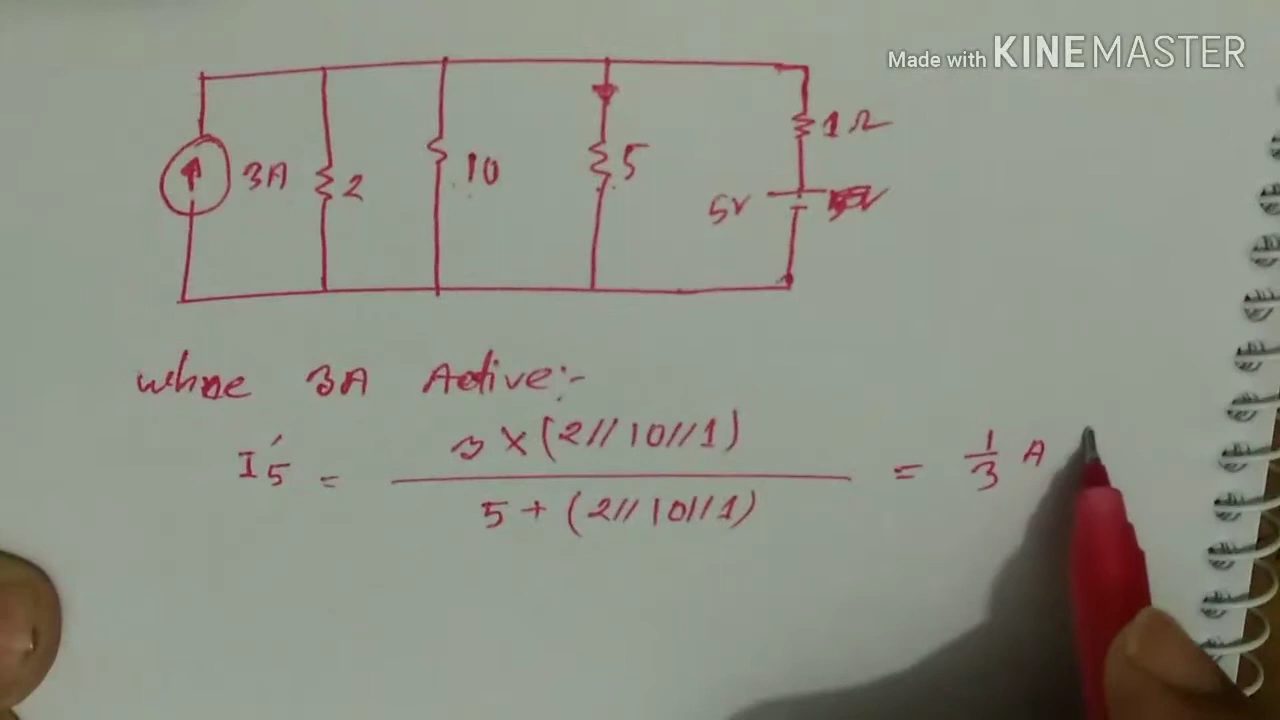 Made with KINEMASTER
3A 2 10 5 1Ω
5V
whne 3A Active:-
I'5 = 3 × (2//10//1) / 5 + (2//10//1) = 1/3 A